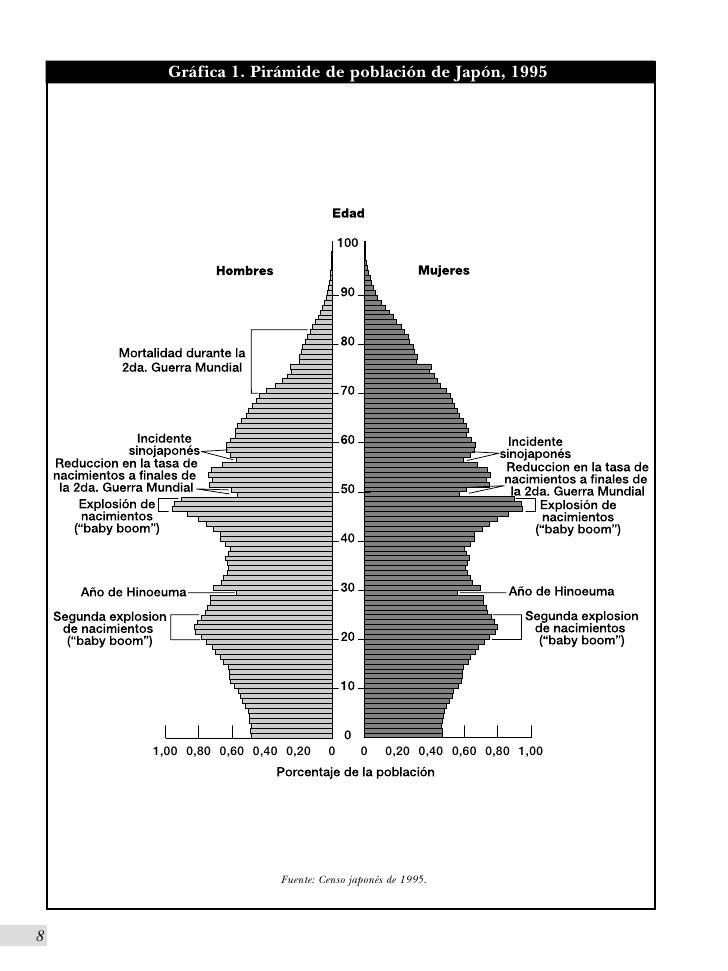 Gráfica 1. Pirámide de población de Japón, 1995
Edad
Hombres
Mujeres
100
90
80
70
60
50
40
30
20
10
0
Mortalidad durante la
2da. Guerra Mundial
Incidente
sinojaponés
Reduccion en la tasa de
nacimientos a finales de
la 2da. Guerra Mundial
Explosión de
nacimientos
(“baby boom”)
Año de Hinoeuma
Segunda explosion
de nacimientos
(“baby boom”)
Incidente
sinojaponés
Reduccion en la tasa de
nacimientos a finales de
la 2da. Guerra Mundial
Explosión de
nacimientos
(“baby boom”)
Año de Hinoeuma
Segunda explosion
de nacimientos
(“baby boom”)
1,00 0,80 0,60 0,40 0,20 0 0 0,20 0,40 0,60 0,80 1,00
Porcentaje de la población
Fuente: Censo japonés de 1995.
8